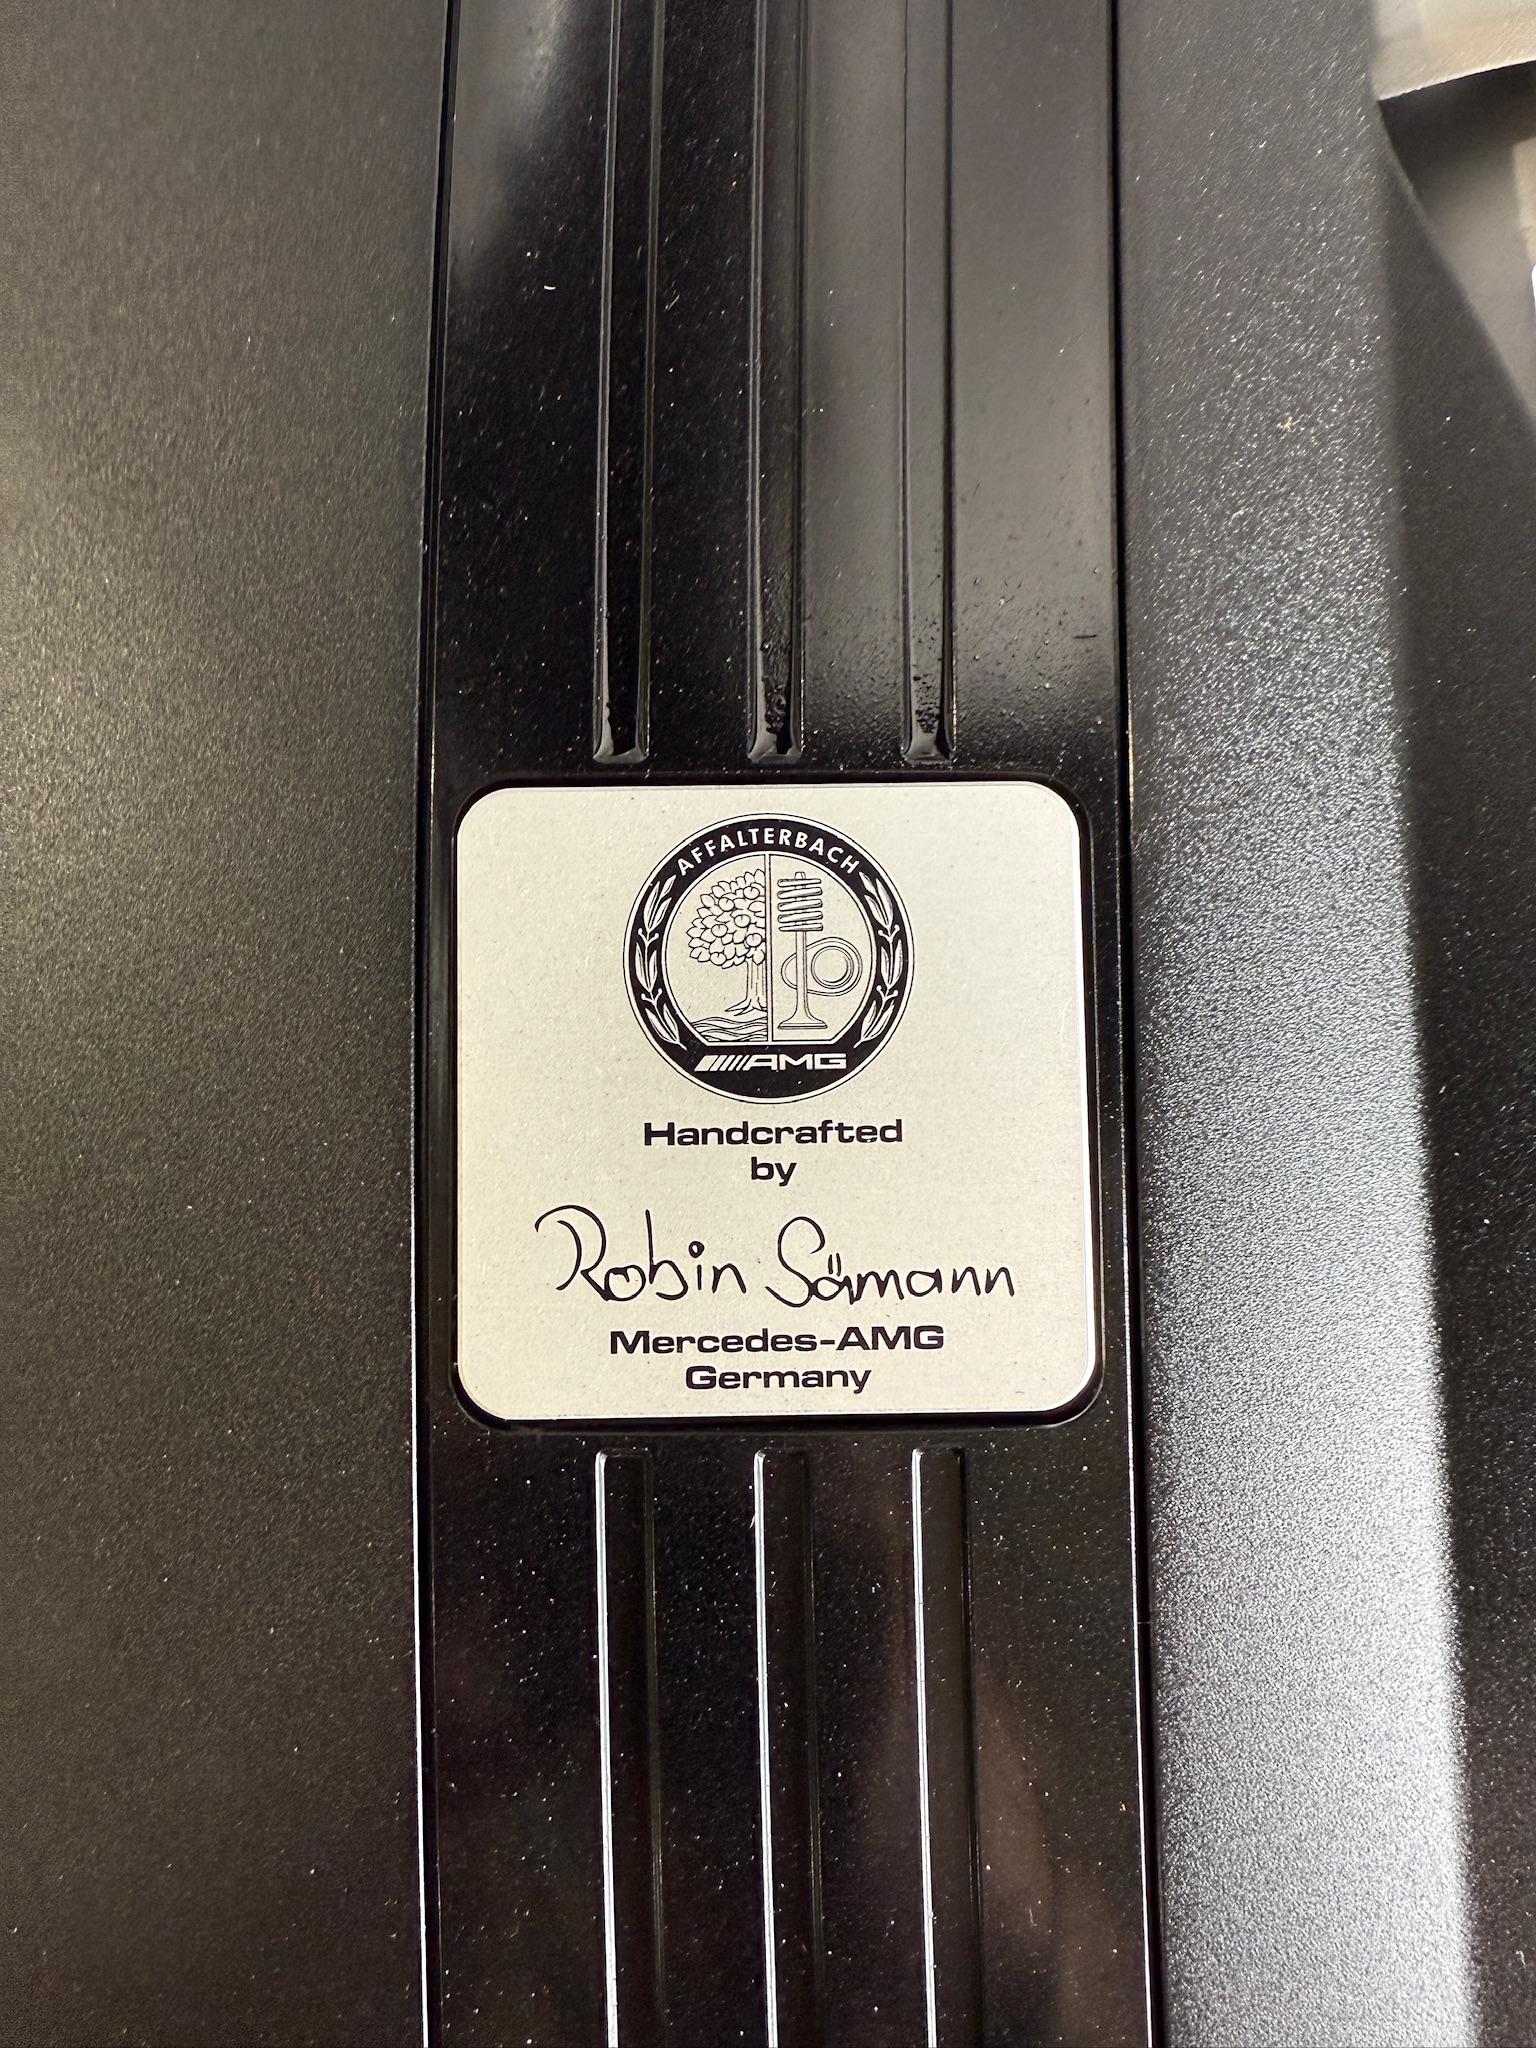 AFFALTERBACH
AMG
Handcrafted
by
Robin Sämann
Mercedes-AMG
Germany